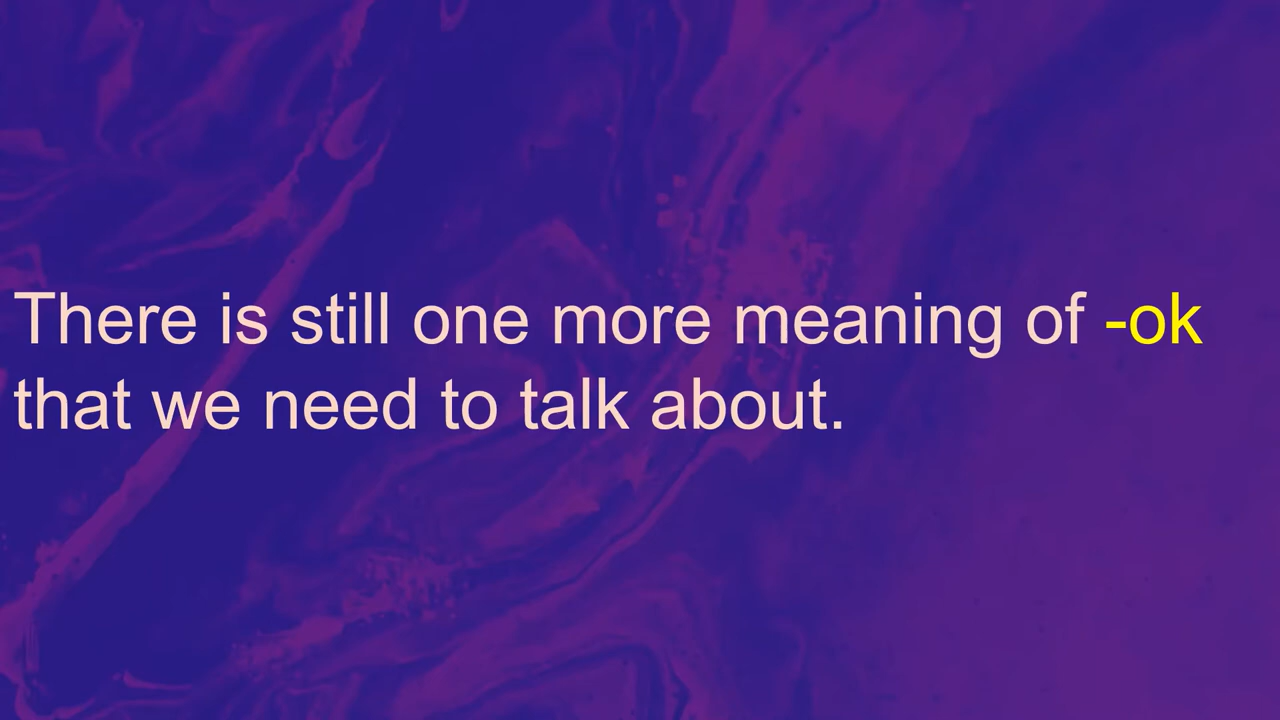 There is still one more meaning of -ok
that we need to talk about.